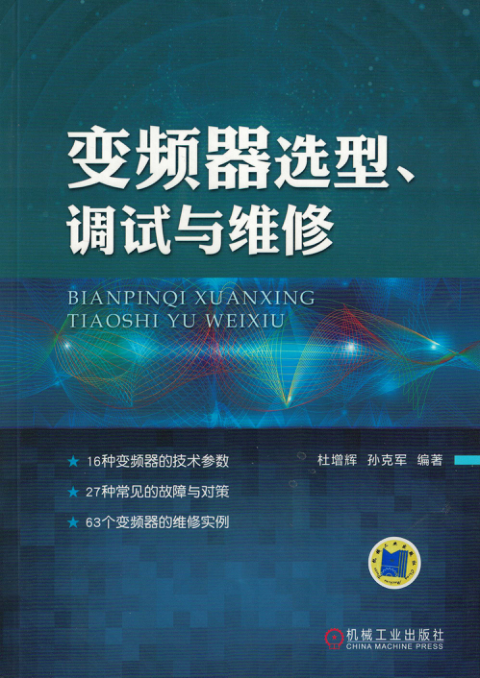 变频器选型、
调试与维修
BIANPINQI XUANXING
TIAOSHI YU WEIXIU
★ 16种变频器的技术参数
★ 27种常见的故障与对策
★ 63个变频器的维修实例
杜增辉 孙克军 编著
机械工业出版社
CHINA MACHINE PRESS